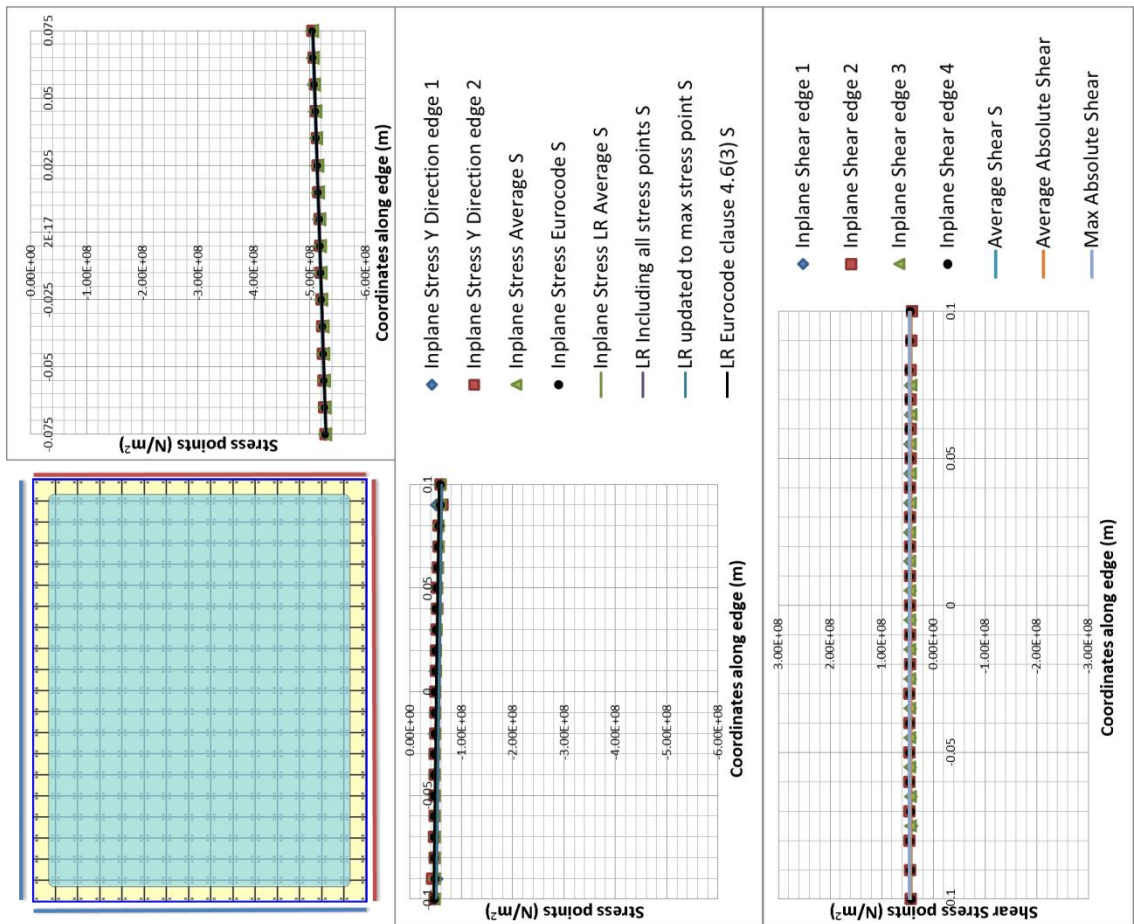 0.00E+00
-1.00E+08
-2.00E+08
-3.00E+08
-4.00E+08
-5.00E+08
-6.00E+08
-0.075
-0.05
-0.025
2E-17
0.025
0.05
0.075
Stress points (N/m²)
Coordinates along edge (m)
0.00E+00
-1.00E+08
-2.00E+08
-3.00E+08
-4.00E+08
-5.00E+08
-6.00E+08
-0.1
-0.05
0
0.05
0.1
Stress points (N/m²)
Coordinates along edge (m)
Inplane Stress Y Direction edge 1
Inplane Stress Y Direction edge 2
Inplane Stress Average S
Inplane Stress Eurocode S
Inplane Stress LR Average S
LR Including all stress points S
LR updated to max stress point S
LR Eurocode clause 4.6(3) S
3.00E+08
2.00E+08
1.00E+08
0.00E+00
-1.00E+08
-2.00E+08
-3.00E+08
-0.1
-0.05
0
0.05
0.1
Shear Stress points (N/m²)
Coordinates along edge (m)
Inplane Shear edge 1
Inplane Shear edge 2
Inplane Shear edge 3
Inplane Shear edge 4
Average Shear S
Average Absolute Shear
Max Absolute Shear